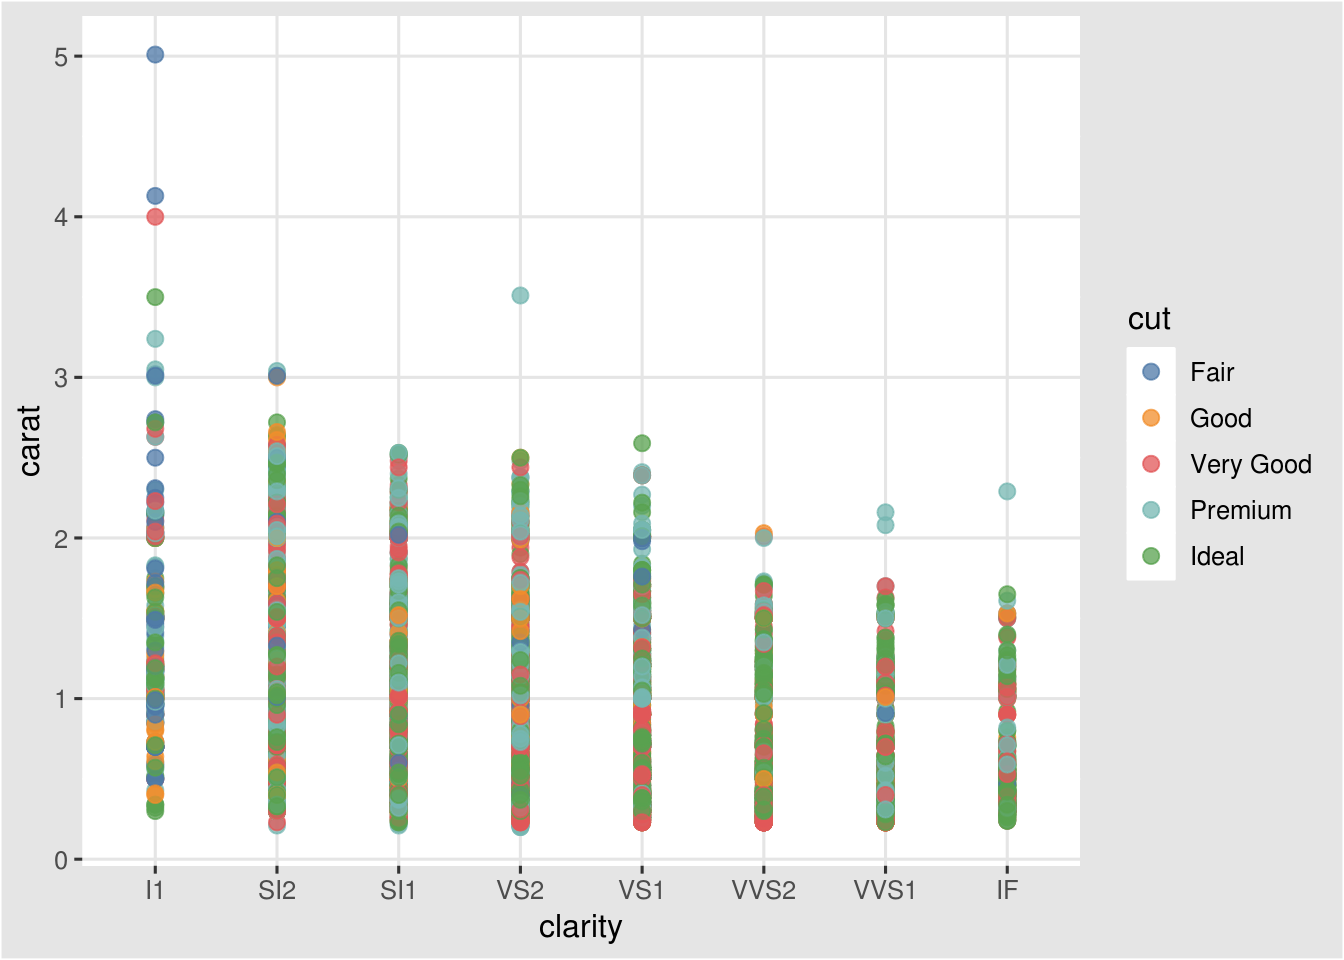 5
4
3
2
1
0
carat
I1 SI2 SI1 VS2 VS1 VVS2 VVS1 IF
clarity
cut
Fair
Good
Very Good
Premium
Ideal